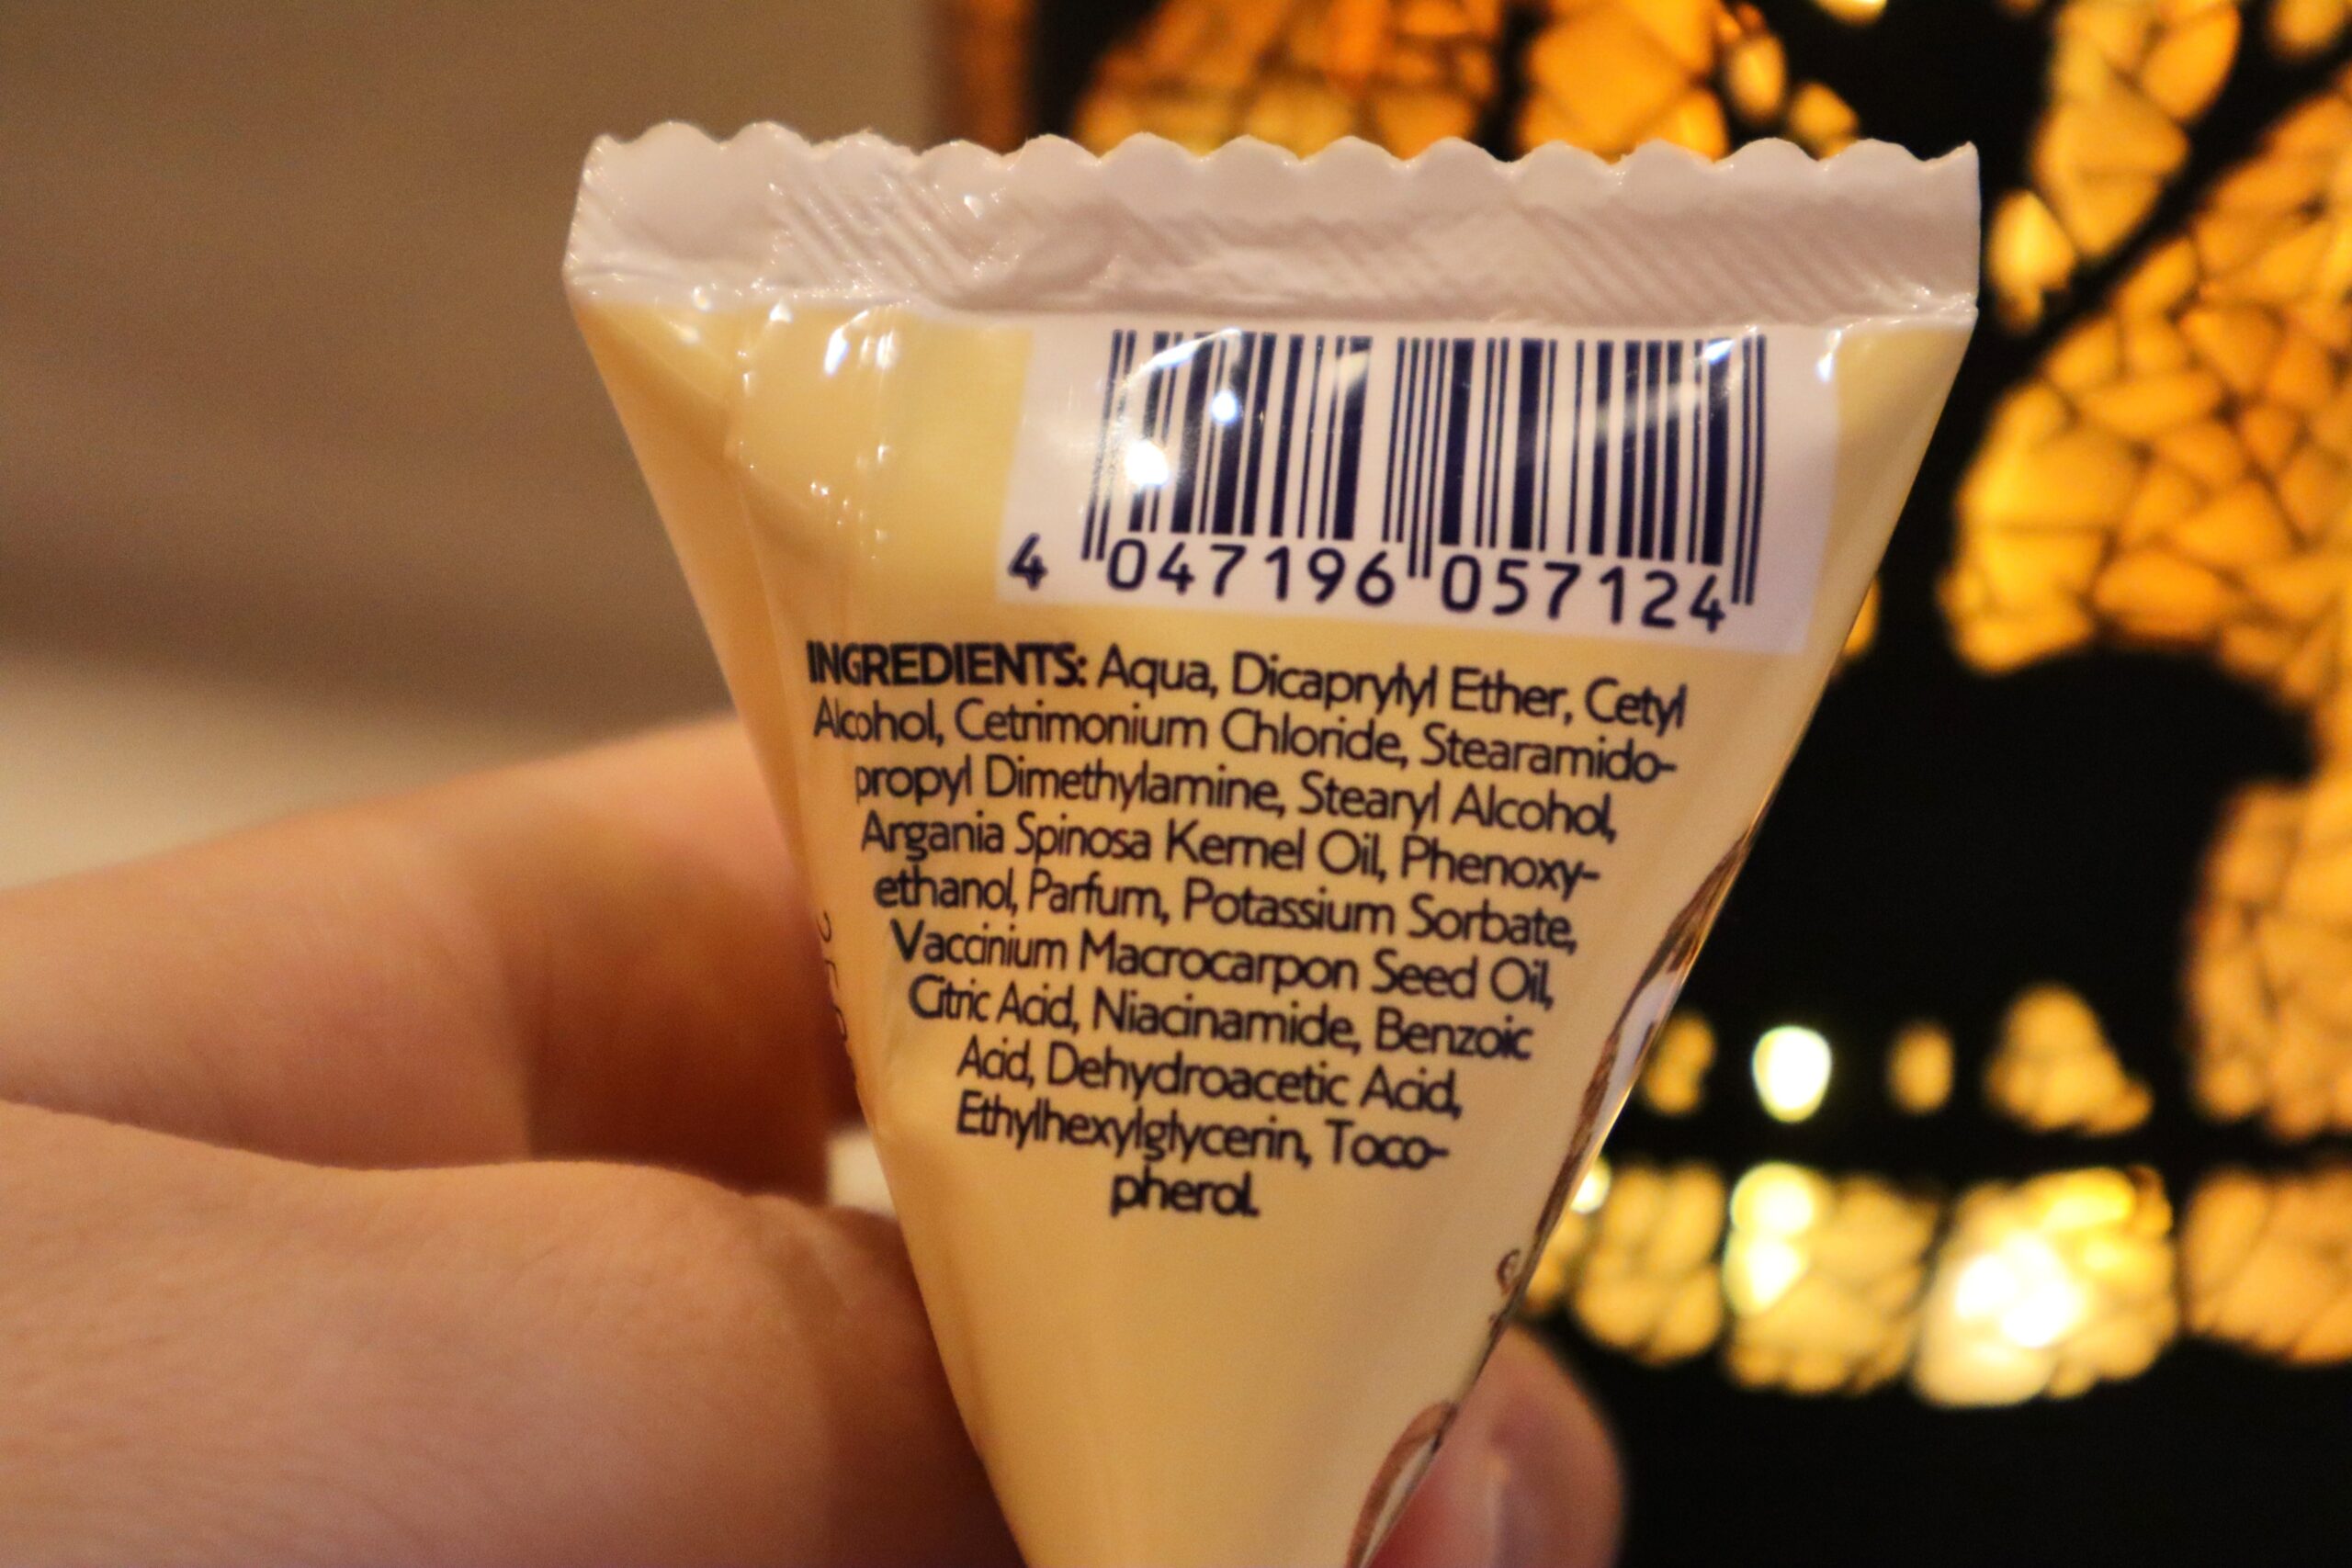 4 047196 057124
INGREDIENTS: Aqua, Dicaprylyl Ether, Cetyl
Alcohol, Cetrimonium Chloride, Stearamido-
propyl Dimethylamine, Stearyl Alcohol,
Argania Spinosa Kernel Oil, Phenoxy-
ethanol, Parfum, Potassium Sorbate,
Vaccinium Macrocarpon Seed Oil,
Citric Acid, Niacinamide, Benzoic
Acid, Dehydroacetic Acid,
Ethylhexylglycerin, Toco-
pherol.